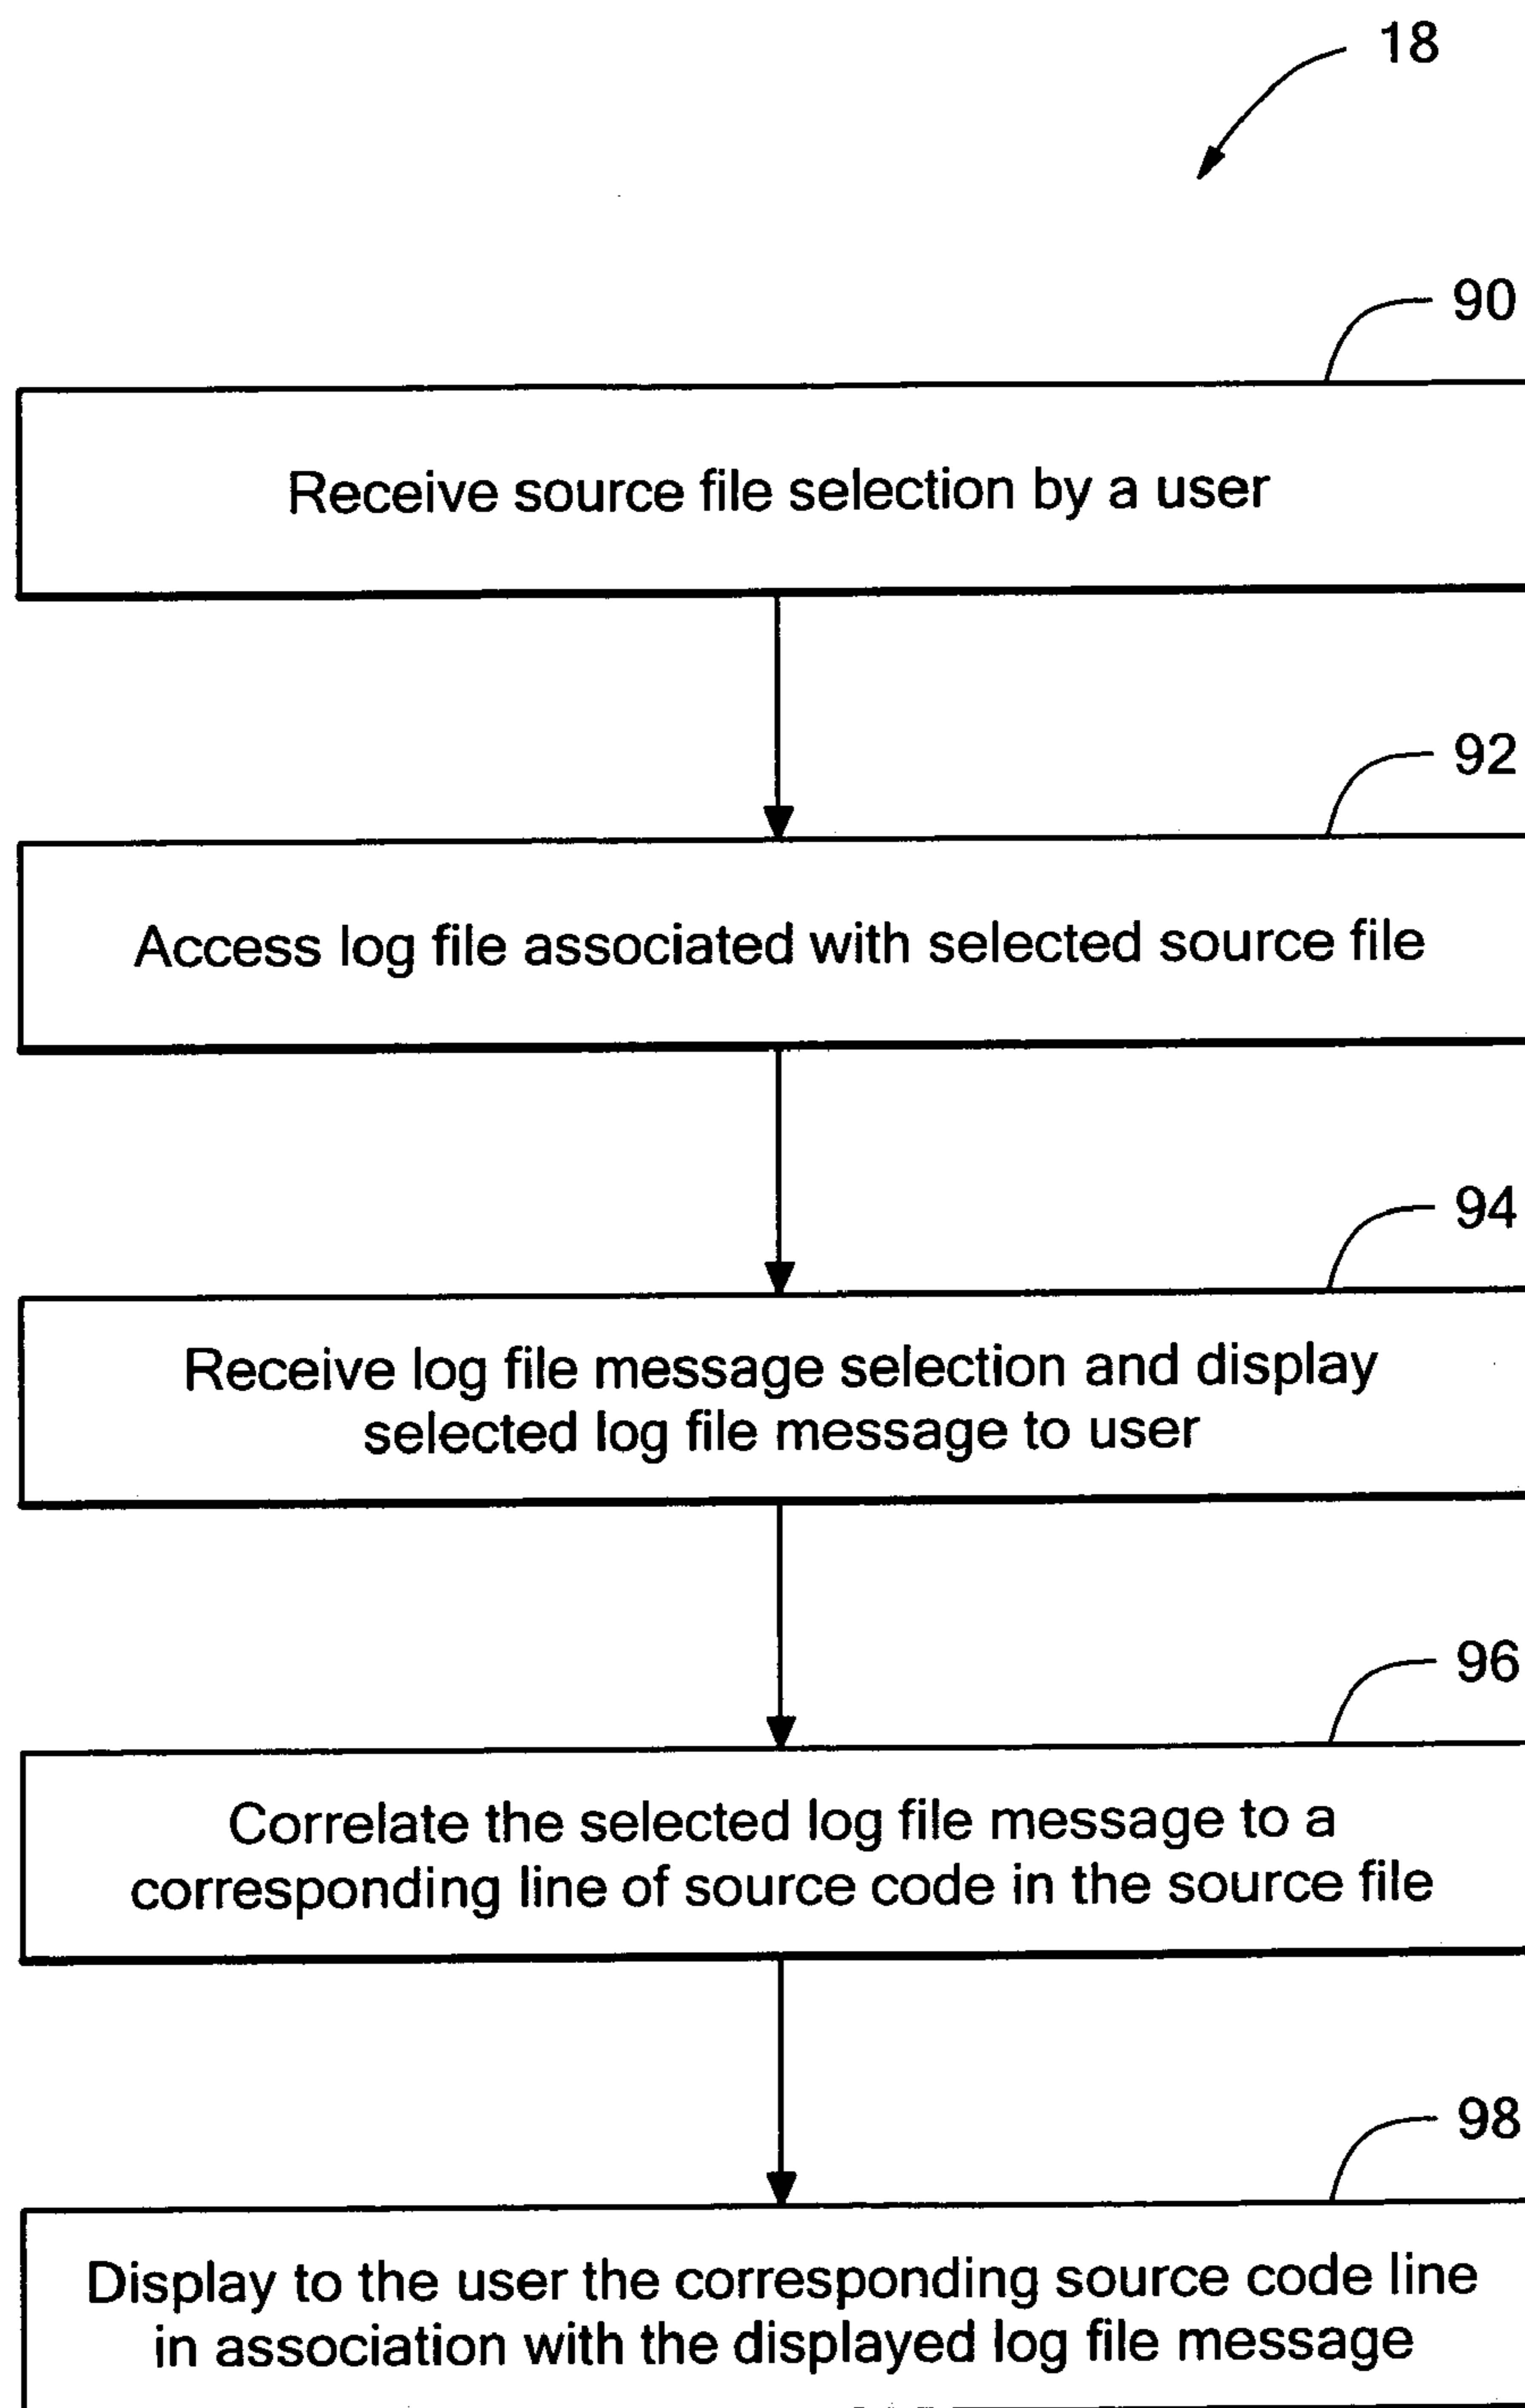 18
90
Receive source file selection by a user
92
Access log file associated with selected source file
94
Receive log file message selection and display
selected log file message to user
96
Correlate the selected log file message to a
corresponding line of source code in the source file
98
Display to the user the corresponding source code line
in association with the displayed log file message